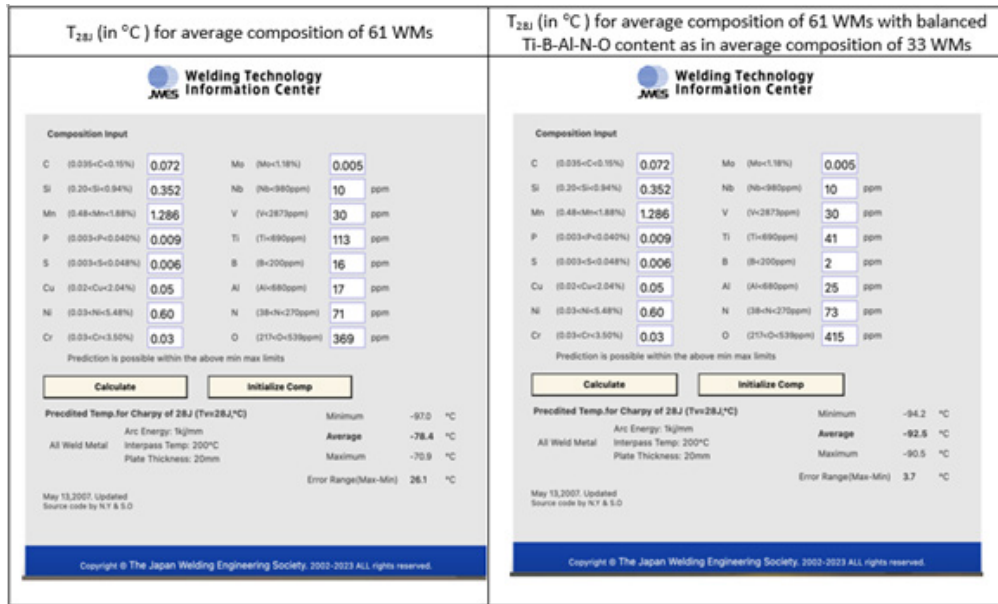 T28J (in °C ) for average composition of 61 WMs
JWES Welding Technology
Information Center
Composition Input
C (0.035<C<0.15%) 0.072 Mo (Mo<1.18%) 0.005
Si (0.20<Si<0.94%) 0.352 Nb (Nb<980ppm) 10 ppm
Mn (0.48<Mn<1.88%) 1.286 V (V<2873ppm) 30 ppm
P (0.003<P<0.040%) 0.009 Ti (Ti<690ppm) 113 ppm
S (0.003<S<0.048%) 0.006 B (B<200ppm) 16 ppm
Cu (0.02<Cu<2.04%) 0.05 Al (Al<680ppm) 17 ppm
Ni (0.03<Ni<5.48%) 0.60 N (38<N<270ppm) 71 ppm
Cr (0.03<Cr<3.50%) 0.03 O (217<O<539ppm) 369 ppm
Prediction is possible within the above min max limits
Calculate Initialize Comp
Precdited Temp.for Charpy of 28J (Tv=28J,°C) Minimum -97.0 °C
Arc Energy: 1kj/mm
All Weld Metal Interpass Temp: 200°C Average -78.4 °C
Plate Thickness: 20mm Maximum -70.9 °C
Error Range(Max-Min) 26.1 °C
May 13,2007. Updated
Source code by N.Y & S.O
Copyright © The Japan Welding Engineering Society. 2002-2023 ALL rights reserved.
T28J (in °C ) for average composition of 61 WMs with balanced
Ti-B-Al-N-O content as in average composition of 33 WMs
JWES Welding Technology
Information Center
Composition Input
C (0.035<C<0.15%) 0.072 Mo (Mo<1.18%) 0.005
Si (0.20<Si<0.94%) 0.352 Nb (Nb<980ppm) 10 ppm
Mn (0.48<Mn<1.88%) 1.286 V (V<2873ppm) 30 ppm
P (0.003<P<0.040%) 0.009 Ti (Ti<690ppm) 41 ppm
S (0.003<S<0.048%) 0.006 B (B<200ppm) 2 ppm
Cu (0.02<Cu<2.04%) 0.05 Al (Al<680ppm) 25 ppm
Ni (0.03<Ni<5.48%) 0.60 N (38<N<270ppm) 73 ppm
Cr (0.03<Cr<3.50%) 0.03 O (217<O<539ppm) 415 ppm
Prediction is possible within the above min max limits
Calculate Initialize Comp
Precdited Temp.for Charpy of 28J (Tv=28J,°C) Minimum -94.2 °C
Arc Energy: 1kj/mm
All Weld Metal Interpass Temp: 200°C Average -92.5 °C
Plate Thickness: 20mm Maximum -90.5 °C
Error Range(Max-Min) 3.7 °C
May 13,2007. Updated
Source code by N.Y & S.O
Copyright © The Japan Welding Engineering Society. 2002-2023 ALL rights reserved.